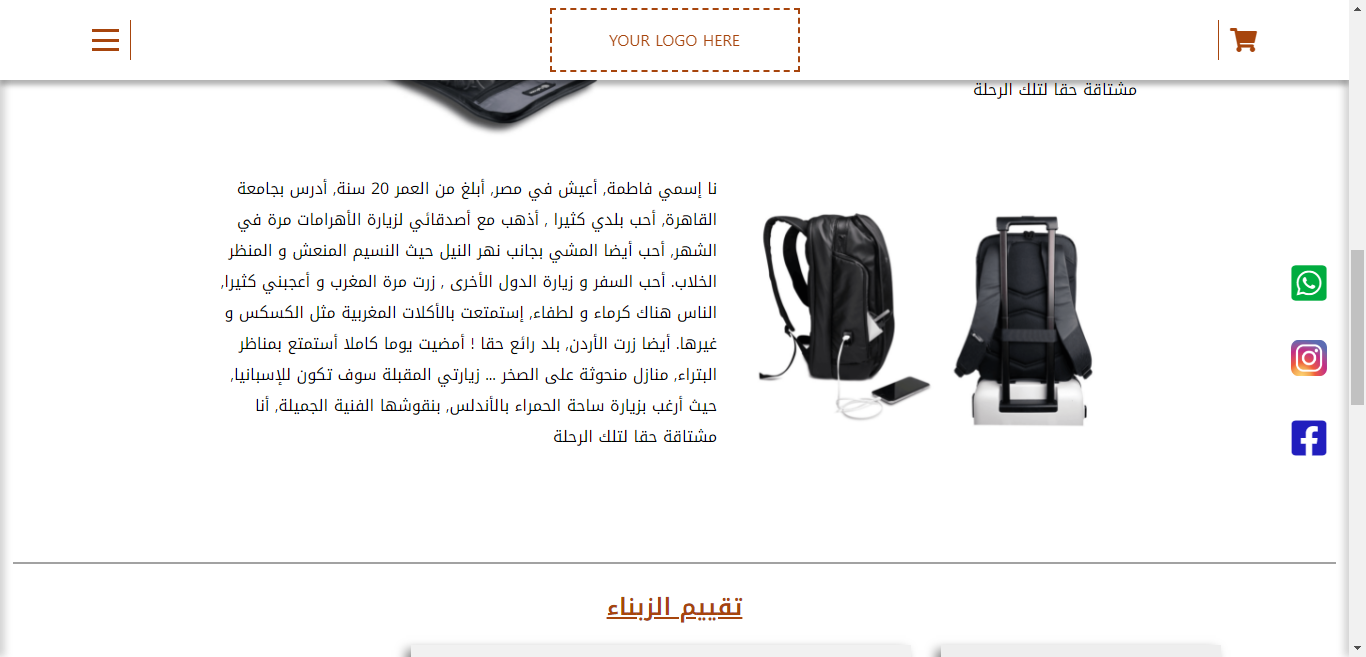 YOUR LOGO HERE
مشتاقة حقا لتلك الرحلة
نا إسمي فاطمة, أعيش في مصر, أبلغ من العمر 20 سنة, أدرس بجامعة
القاهرة, أحب بلدي كثيرا , أذهب مع أصدقائي لزيارة الأهرامات مرة في
الشهر, أحب أيضا المشي بجانب نهر النيل حيث النسيم المنعش و المنظر
الخلاب. أحب السفر و زيارة الدول الأخرى , زرت مرة المغرب و أعجبني كثيرا,
الناس هناك كرماء و لطفاء, إستمتعت بالأكلات المغربية مثل الكسكس و
غيرها. أيضا زرت الأردن, بلد رائع حقا ! أمضيت يوما كاملا أستمتع بمناظر
البتراء, منازل منحوثة على الصخر ... زيارتي المقبلة سوف تكون للإسبانيا,
حيث أرغب بزيارة ساحة الحمراء بالأندلس, بنقوشها الفنية الجميلة, أنا
مشتاقة حقا لتلك الرحلة
تقييم الزبناء